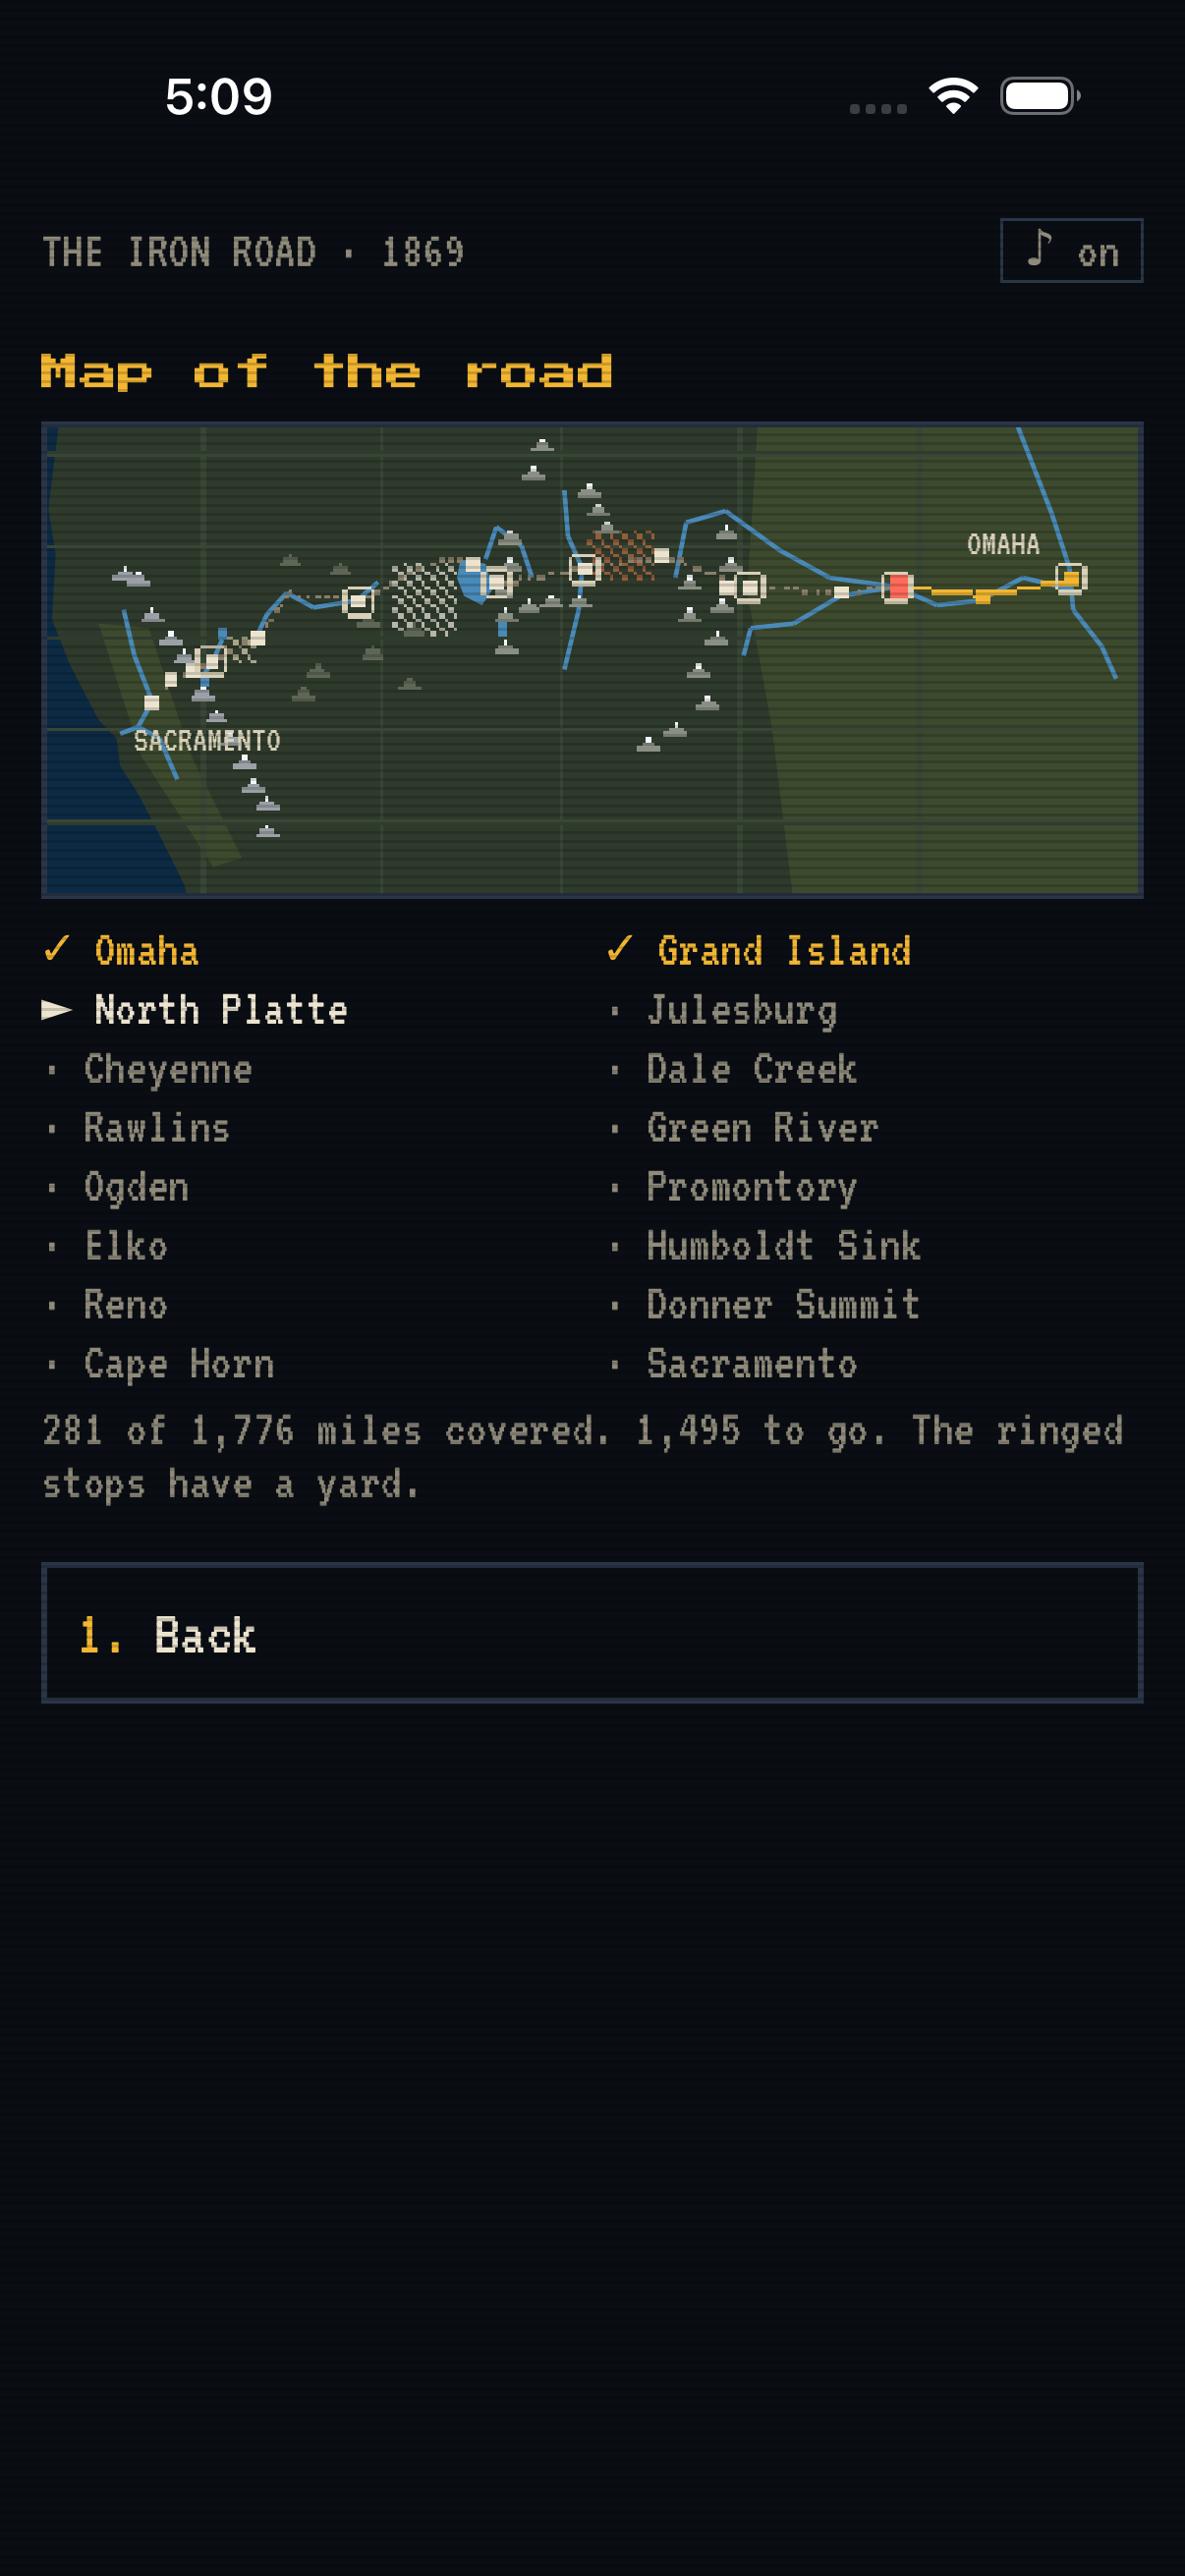 5:09
THE IRON ROAD · 1869
♪ on
Map of the road
OMAHA
SACRAMENTO
✓ Omaha
✓ Grand Island
► North Platte
· Julesburg
· Cheyenne
· Dale Creek
· Rawlins
· Green River
· Ogden
· Promontory
· Elko
· Humboldt Sink
· Reno
· Donner Summit
· Cape Horn
· Sacramento
281 of 1,776 miles covered. 1,495 to go. The ringed
stops have a yard.
1. Back